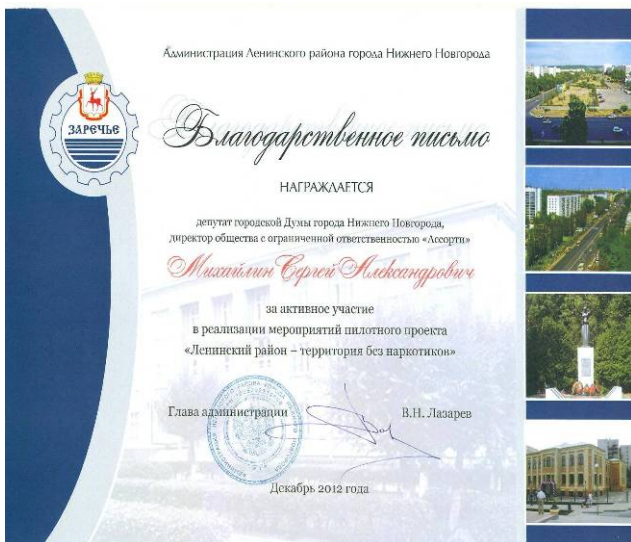 Администрация Ленинского района города Нижнего Новгорода
ЗАРЕЧЬЕ
Благодарственное письмо
НАГРАЖДАЕТСЯ
депутат городской Думы города Нижнего Новгорода,
директор общества с ограниченной ответственностью «Ассорти»
Михайлин Сергей Александрович
за активное участие
в реализации мероприятий пилотного проекта
«Ленинский район – территория без наркотиков»
Глава администрации В.Н. Лазарев
Декабрь 2012 года